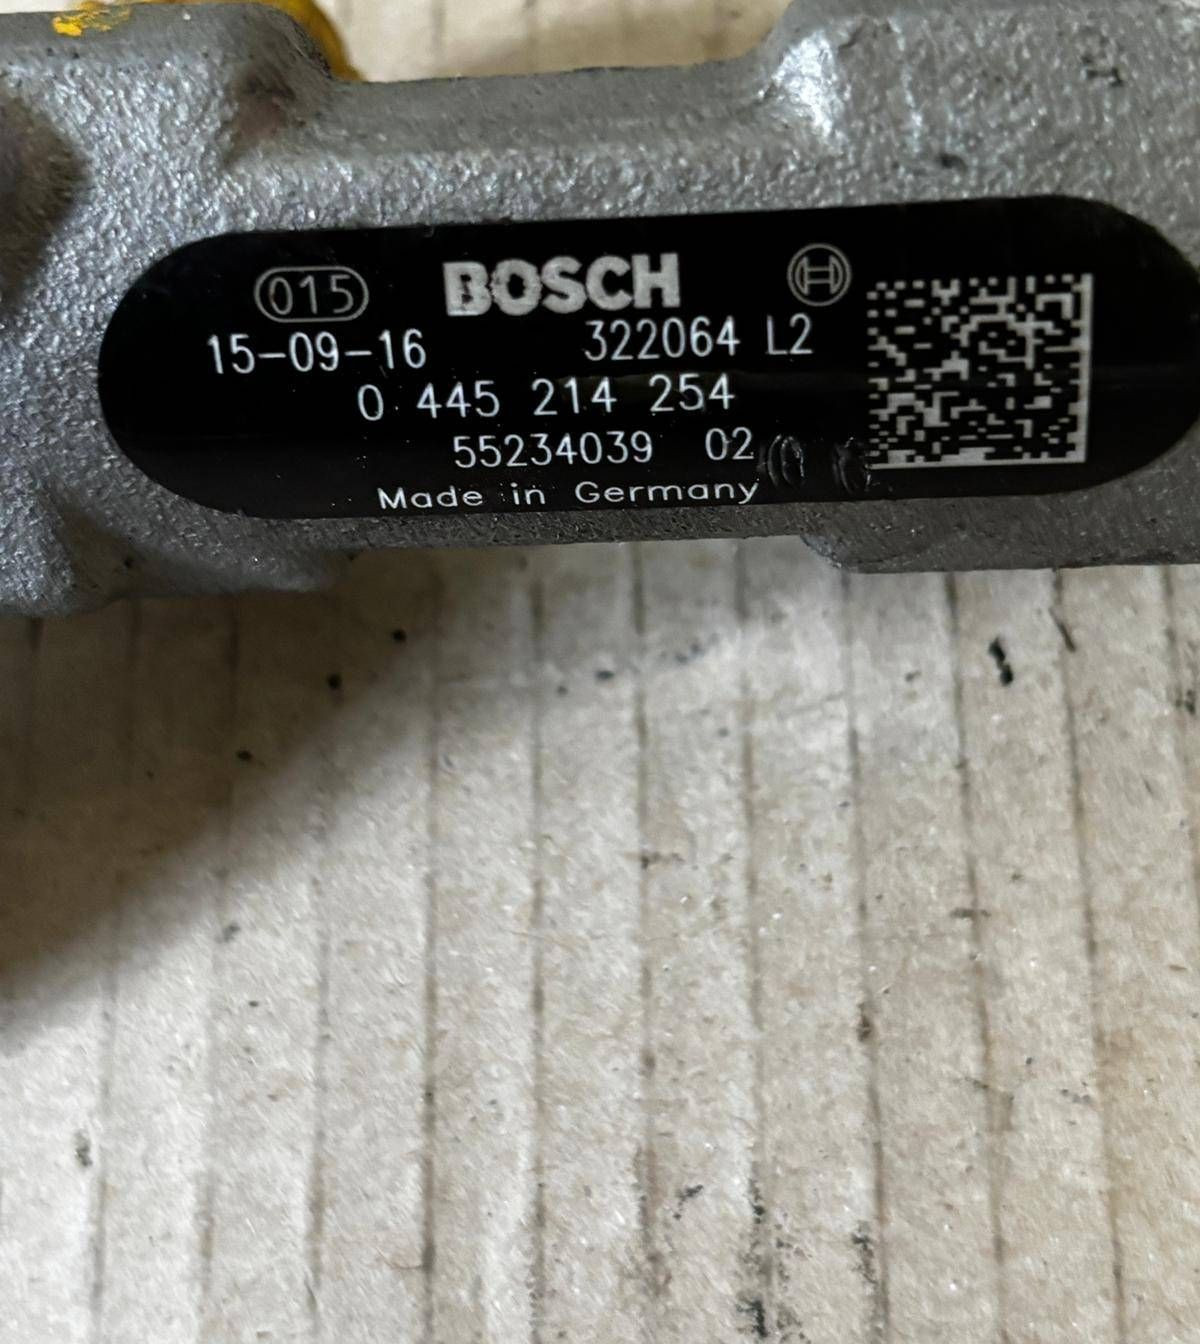 015 BOSCH
15-09-16 322064 L2
0 445 214 254
55234039 02
Made in Germany